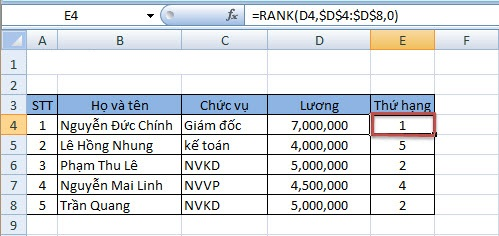 E4 fx =RANK(D4,$D$4:$D$8,0)
A B C D E F
1
2
3 STT Họ và tên Chức vụ Lương Thứ hạng
4 1 Nguyễn Đức Chính Giám đốc 7,000,000 1
5 2 Lê Hồng Nhung kế toán 4,000,000 5
6 3 Phạm Thu Lê NVKD 5,000,000 2
7 4 Nguyễn Mai Linh NVVP 4,500,000 4
8 5 Trần Quang NVKD 5,000,000 2
9